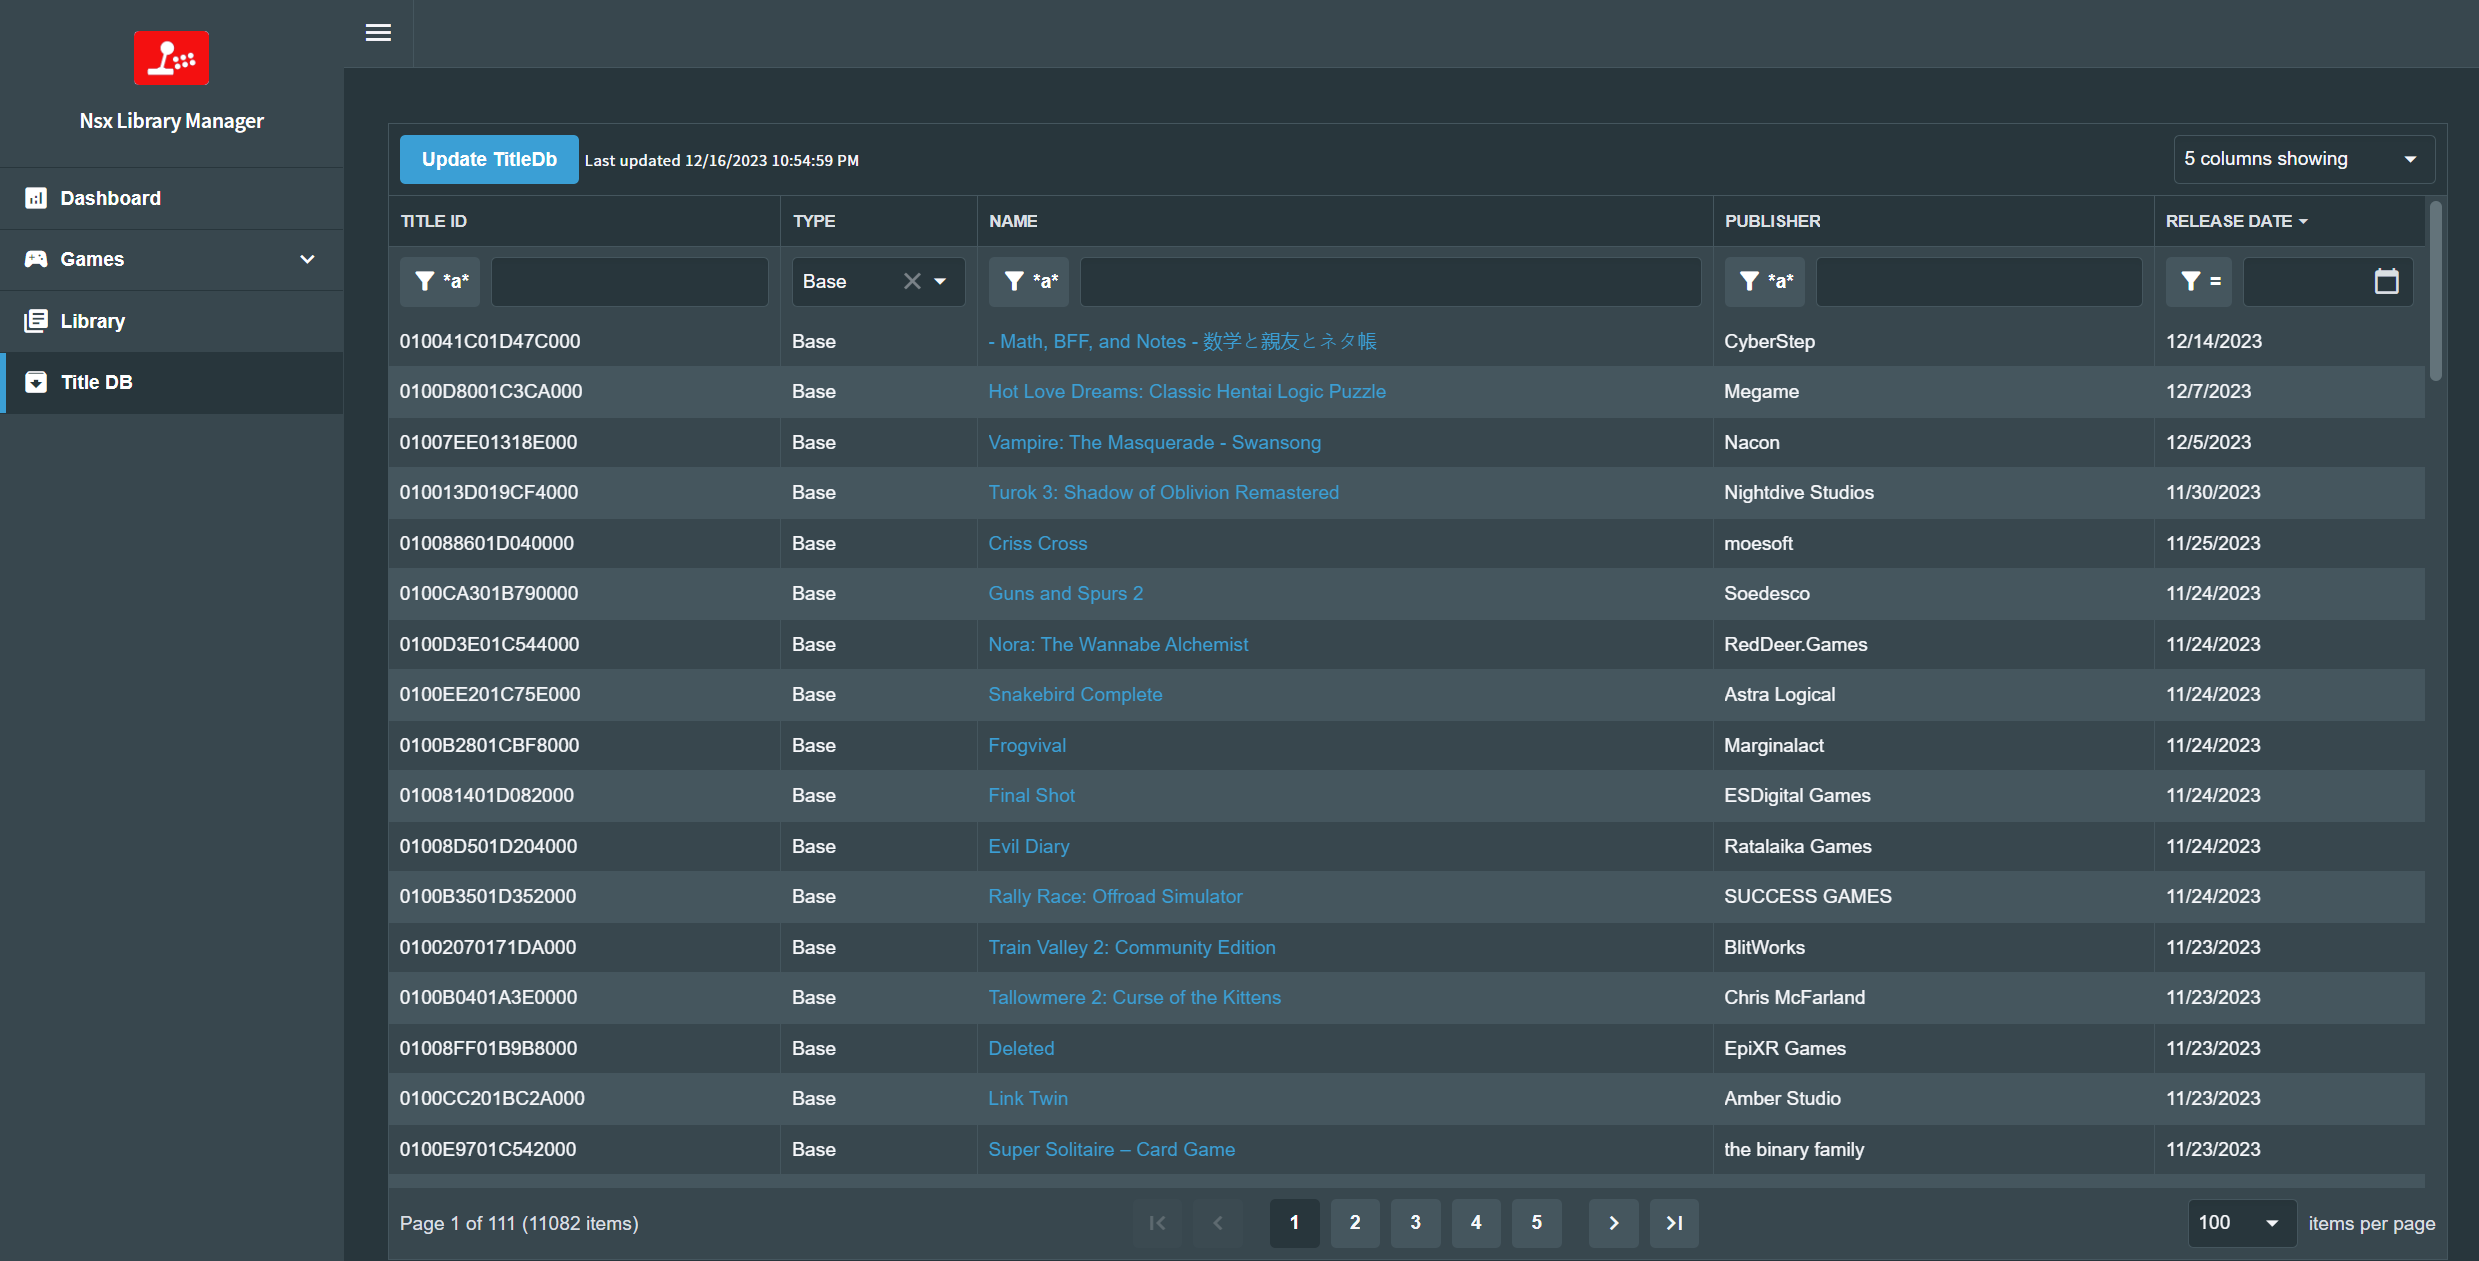 Nsx Library Manager
Dashboard
Games
Library
Title DB
Update TitleDb Last updated 12/16/2023 10:54:59 PM 5 columns showing
TITLE ID TYPE NAME PUBLISHER RELEASE DATE
*a* Base *a* *a* =
010041C01D47C000 Base - Math, BFF, and Notes - 数学と親友とネタ帳 CyberStep 12/14/2023
0100D8001C3CA000 Base Hot Love Dreams: Classic Hentai Logic Puzzle Megame 12/7/2023
01007EE01318E000 Base Vampire: The Masquerade - Swansong Nacon 12/5/2023
010013D019CF4000 Base Turok 3: Shadow of Oblivion Remastered Nightdive Studios 11/30/2023
010088601D040000 Base Criss Cross moesoft 11/25/2023
0100CA301B790000 Base Guns and Spurs 2 Soedesco 11/24/2023
0100D3E01C544000 Base Nora: The Wannabe Alchemist RedDeer.Games 11/24/2023
0100EE201C75E000 Base Snakebird Complete Astra Logical 11/24/2023
0100B2801CBF8000 Base Frogvival Marginalact 11/24/2023
010081401D082000 Base Final Shot ESDigital Games 11/24/2023
01008D501D204000 Base Evil Diary Ratalaika Games 11/24/2023
0100B3501D352000 Base Rally Race: Offroad Simulator SUCCESS GAMES 11/24/2023
01002070171DA000 Base Train Valley 2: Community Edition BlitWorks 11/23/2023
0100B0401A3E0000 Base Tallowmere 2: Curse of the Kittens Chris McFarland 11/23/2023
01008FF01B9B8000 Base Deleted EpiXR Games 11/23/2023
0100CC201BC2A000 Base Link Twin Amber Studio 11/23/2023
0100E9701C542000 Base Super Solitaire – Card Game the binary family 11/23/2023
Page 1 of 111 (11082 items) 1 2 3 4 5 100 items per page